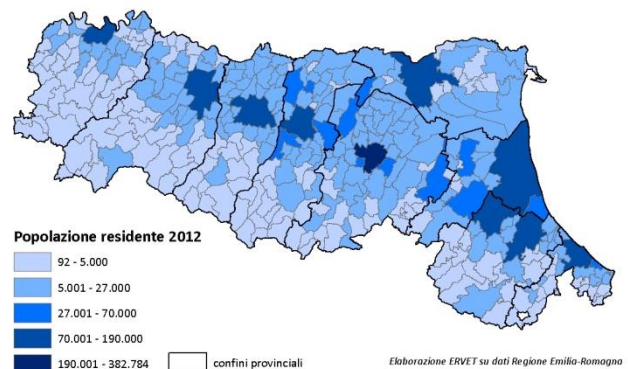 Popolazione residente 2012
92 - 5.000
5.001 - 27.000
27.001 - 70.000
70.001 - 190.000
190.001 - 382.784
confini provinciali
Elaborazione ERVET su dati Regione Emilia-Romagna